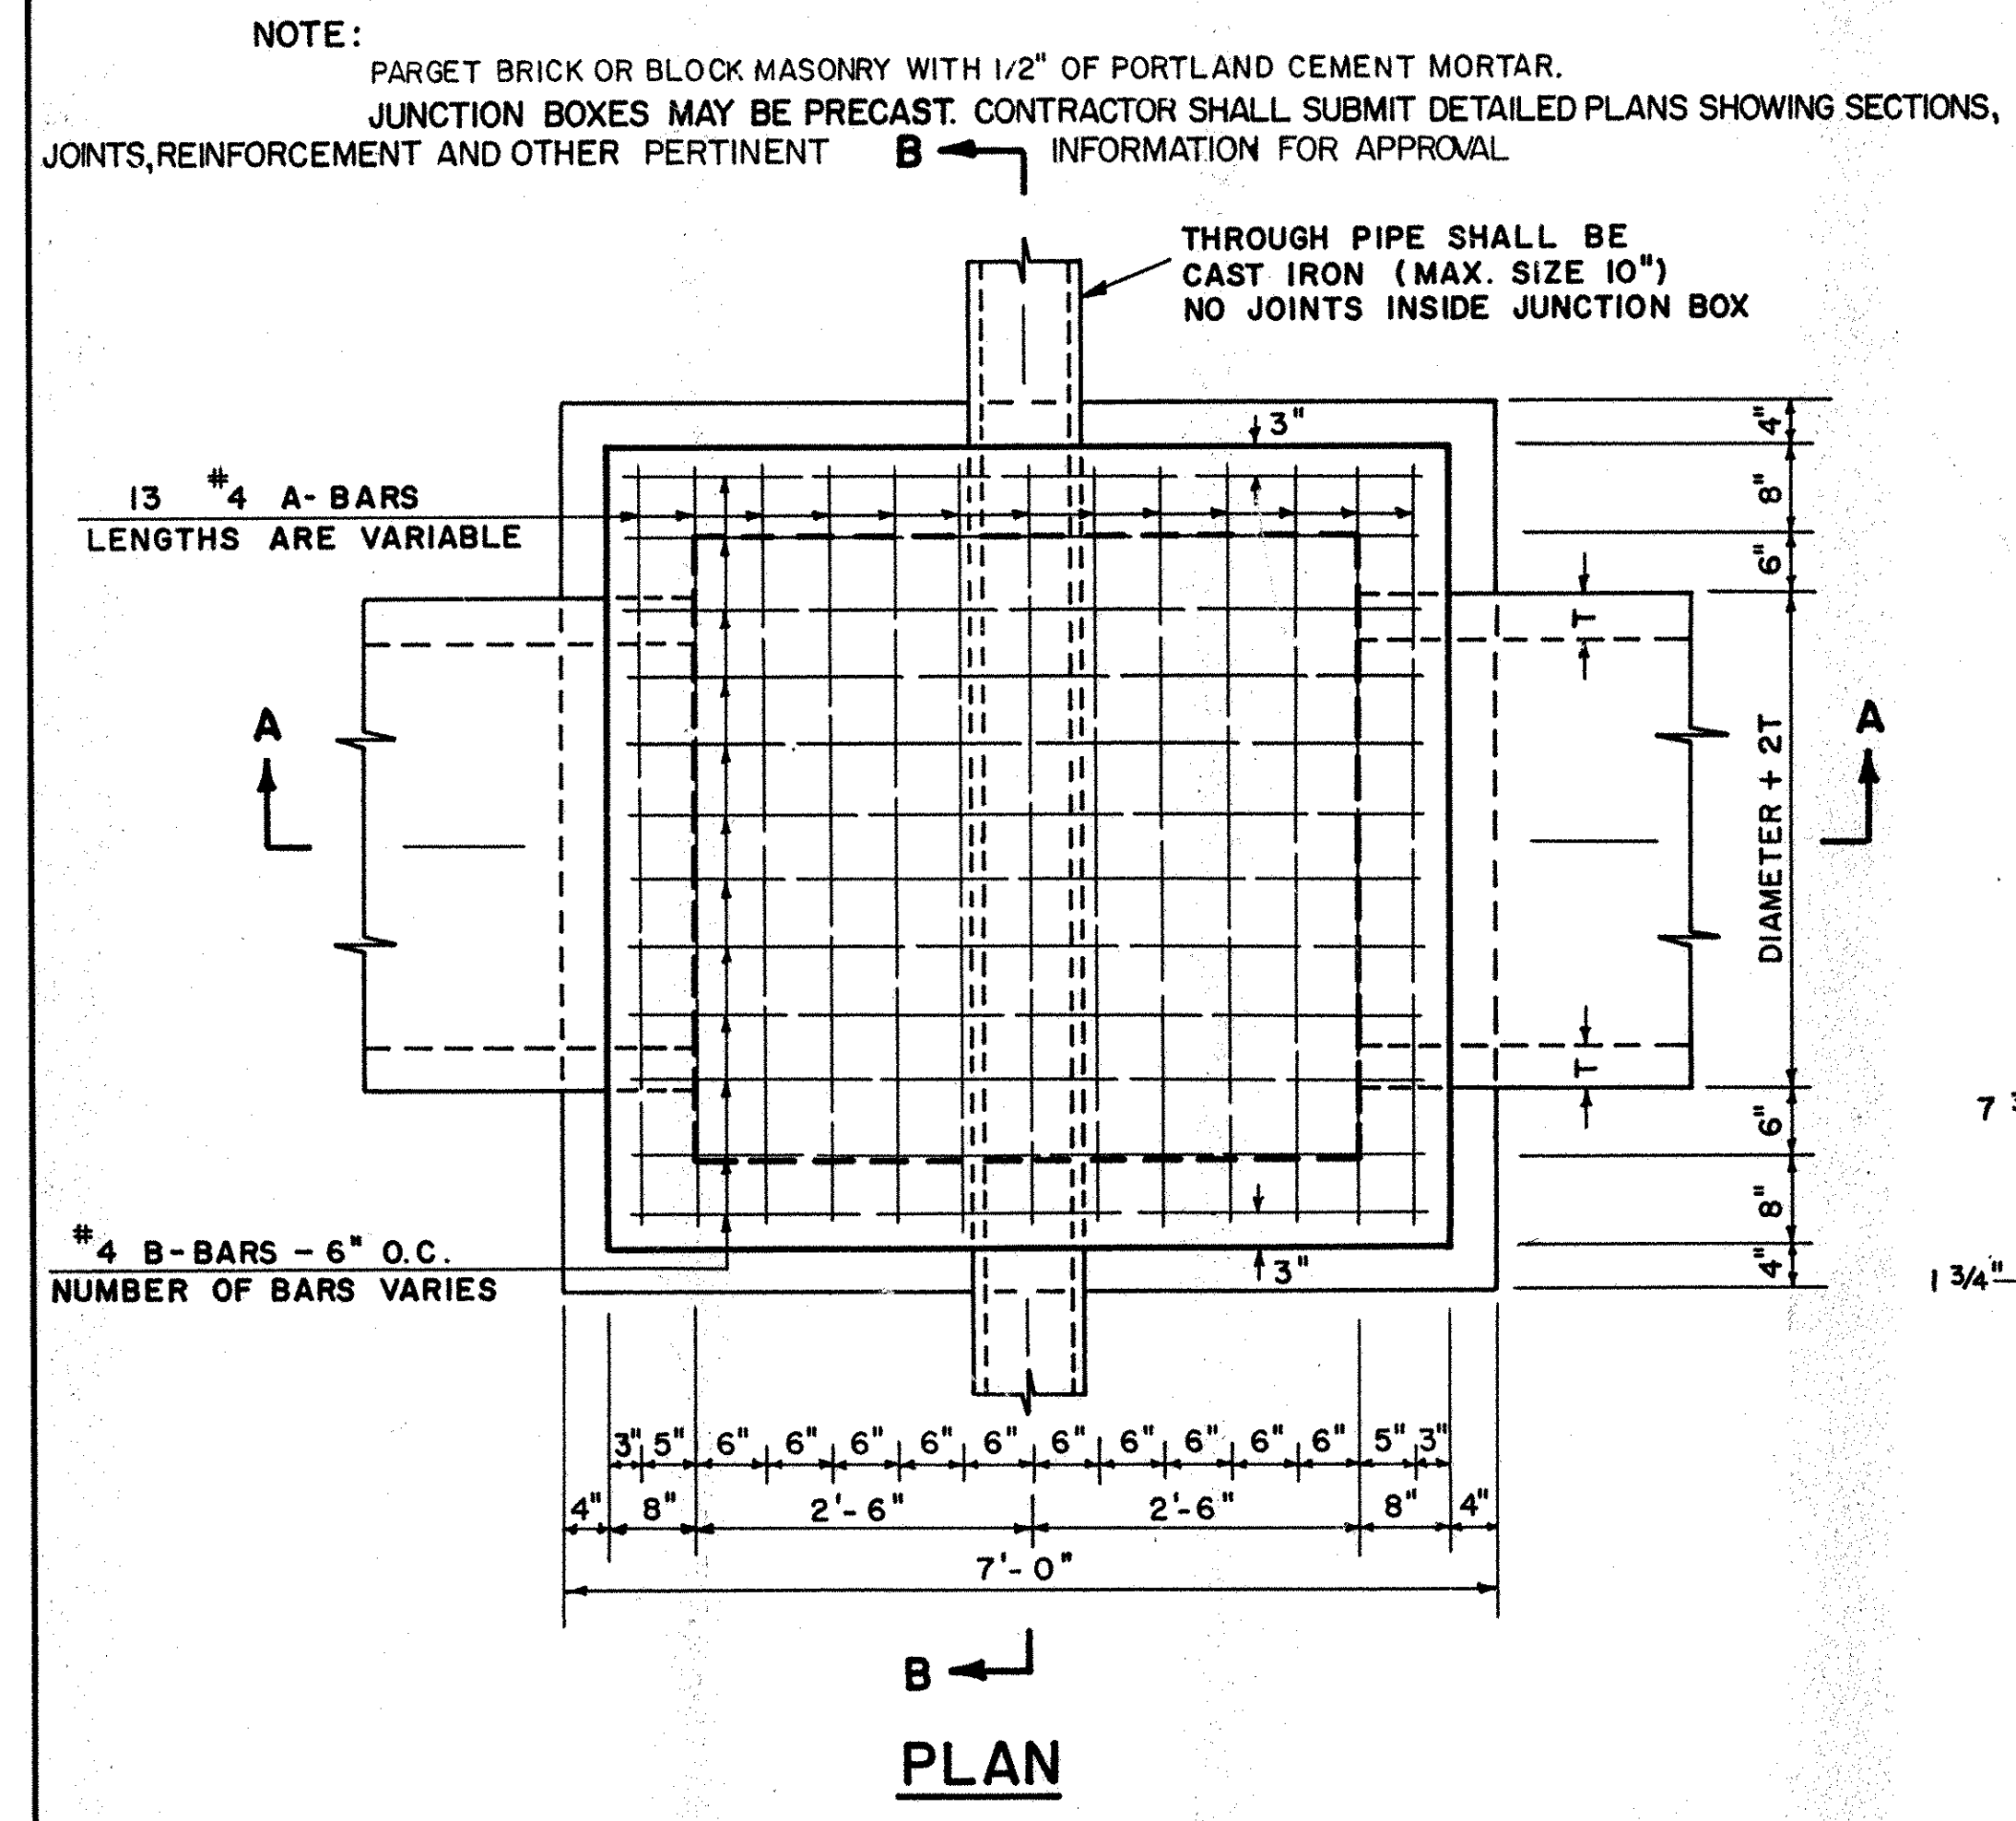 NOTE:
PARGET BRICK OR BLOCK MASONRY WITH 1/2" OF PORTLAND CEMENT MORTAR.
JUNCTION BOXES MAY BE PRECAST. CONTRACTOR SHALL SUBMIT DETAILED PLANS SHOWING SECTIONS,
JOINTS, REINFORCEMENT AND OTHER PERTINENT INFORMATION FOR APPROVAL
B
THROUGH PIPE SHALL BE
CAST IRON (MAX. SIZE 10")
NO JOINTS INSIDE JUNCTION BOX
3"
4"
8"
6"
13 #4 A-BARS
LENGTHS ARE VARIABLE
T
A
A
DIAMETER + 2T
T
6"
8"
4"
#4 B-BARS - 6" O.C.
NUMBER OF BARS VARIES
3"
7
1 3/4"
3" 5" 6" 6" 6" 6" 6" 6" 6" 6" 6" 6" 5" 3"
4" 8" 2'-6" 2'-6" 8" 4"
7'-0"
B
PLAN